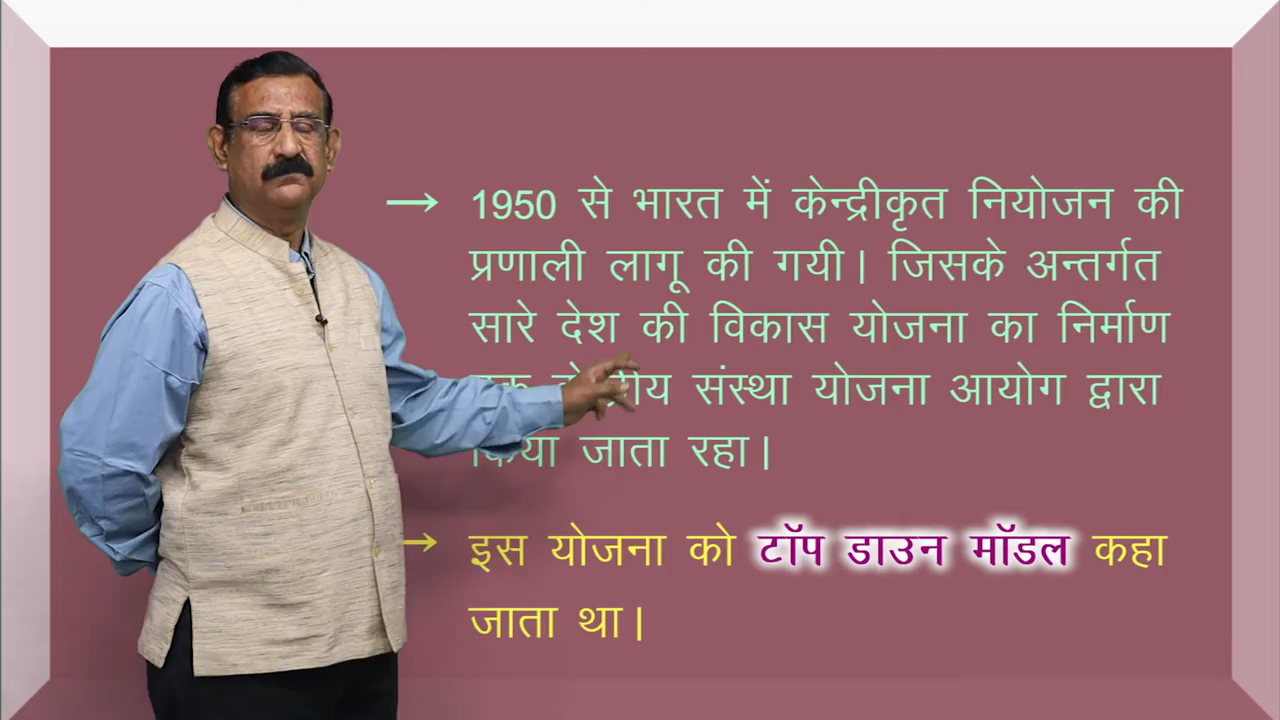 → 1950 से भारत में केन्द्रीकृत नियोजन की
प्रणाली लागू की गयी। जिसके अन्तर्गत
सारे देश की विकास योजना का निर्माण
संस्था योजना आयोग द्वारा
जाता रहा।
→ इस योजना को टॉप डाउन मॉडल कहा
जाता था।